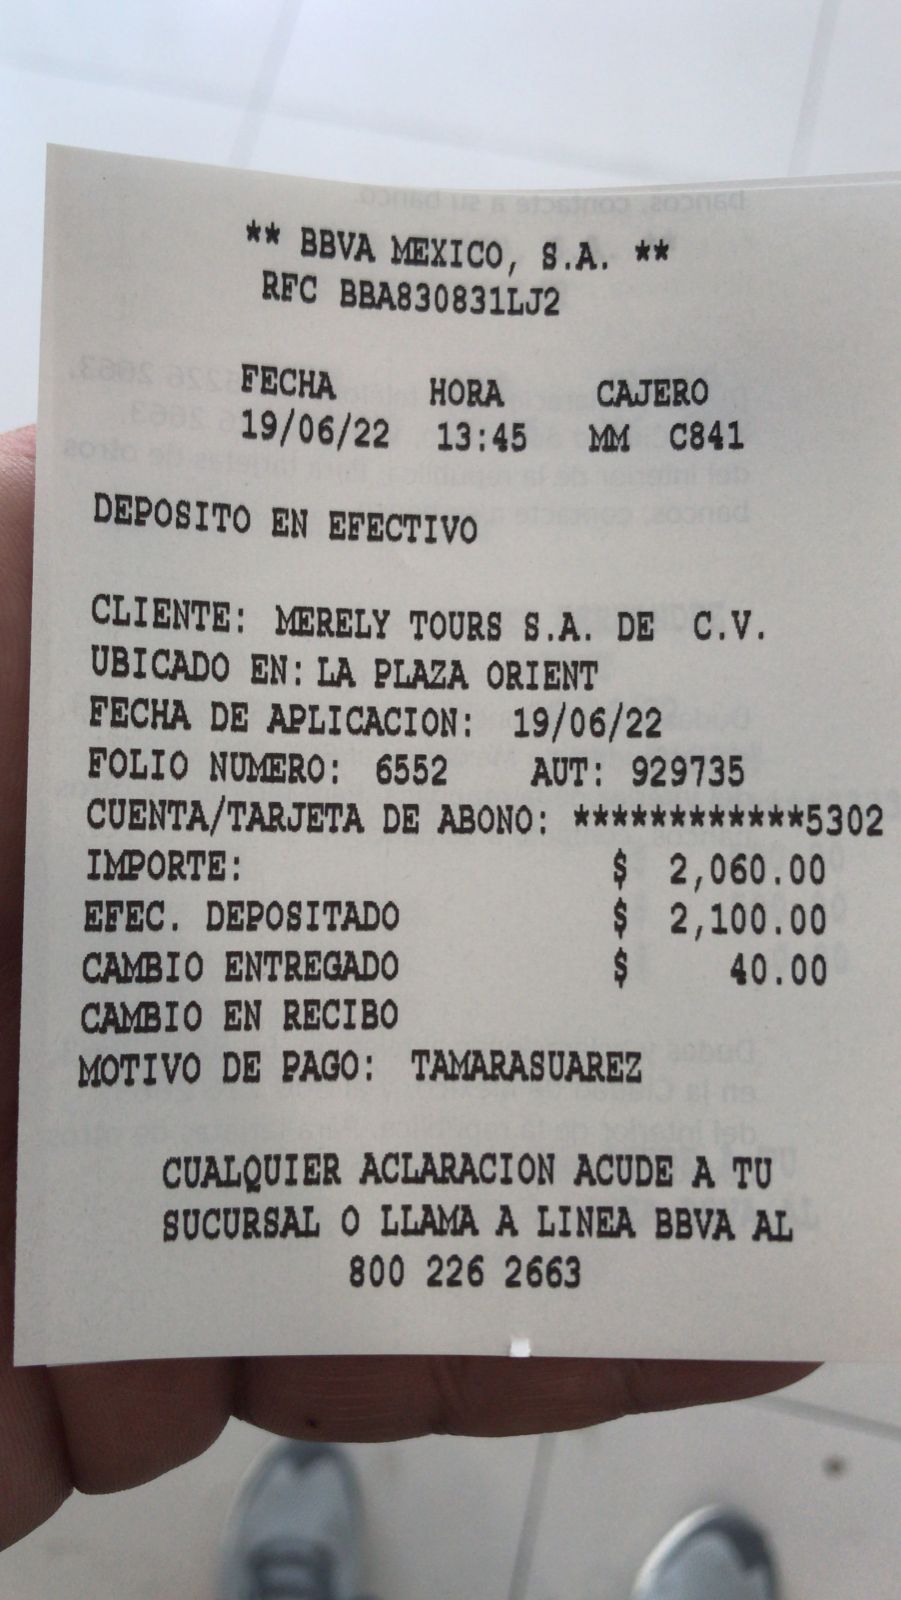 ** BBVA MEXICO, S.A. **
RFC BBA830831LJ2
FECHA HORA CAJERO
19/06/22 13:45 MM C841
DEPOSITO EN EFECTIVO
CLIENTE: MERELY TOURS S.A. DE C.V.
UBICADO EN: LA PLAZA ORIENT
FECHA DE APLICACION: 19/06/22
FOLIO NUMERO: 6552 AUT: 929735
CUENTA/TARJETA DE ABONO: ************5302
IMPORTE: $ 2,060.00
EFEC. DEPOSITADO $ 2,100.00
CAMBIO ENTREGADO $ 40.00
CAMBIO EN RECIBO
MOTIVO DE PAGO: TAMARASUAREZ
CUALQUIER ACLARACION ACUDE A TU
SUCURSAL O LLAMA A LINEA BBVA AL
800 226 2663